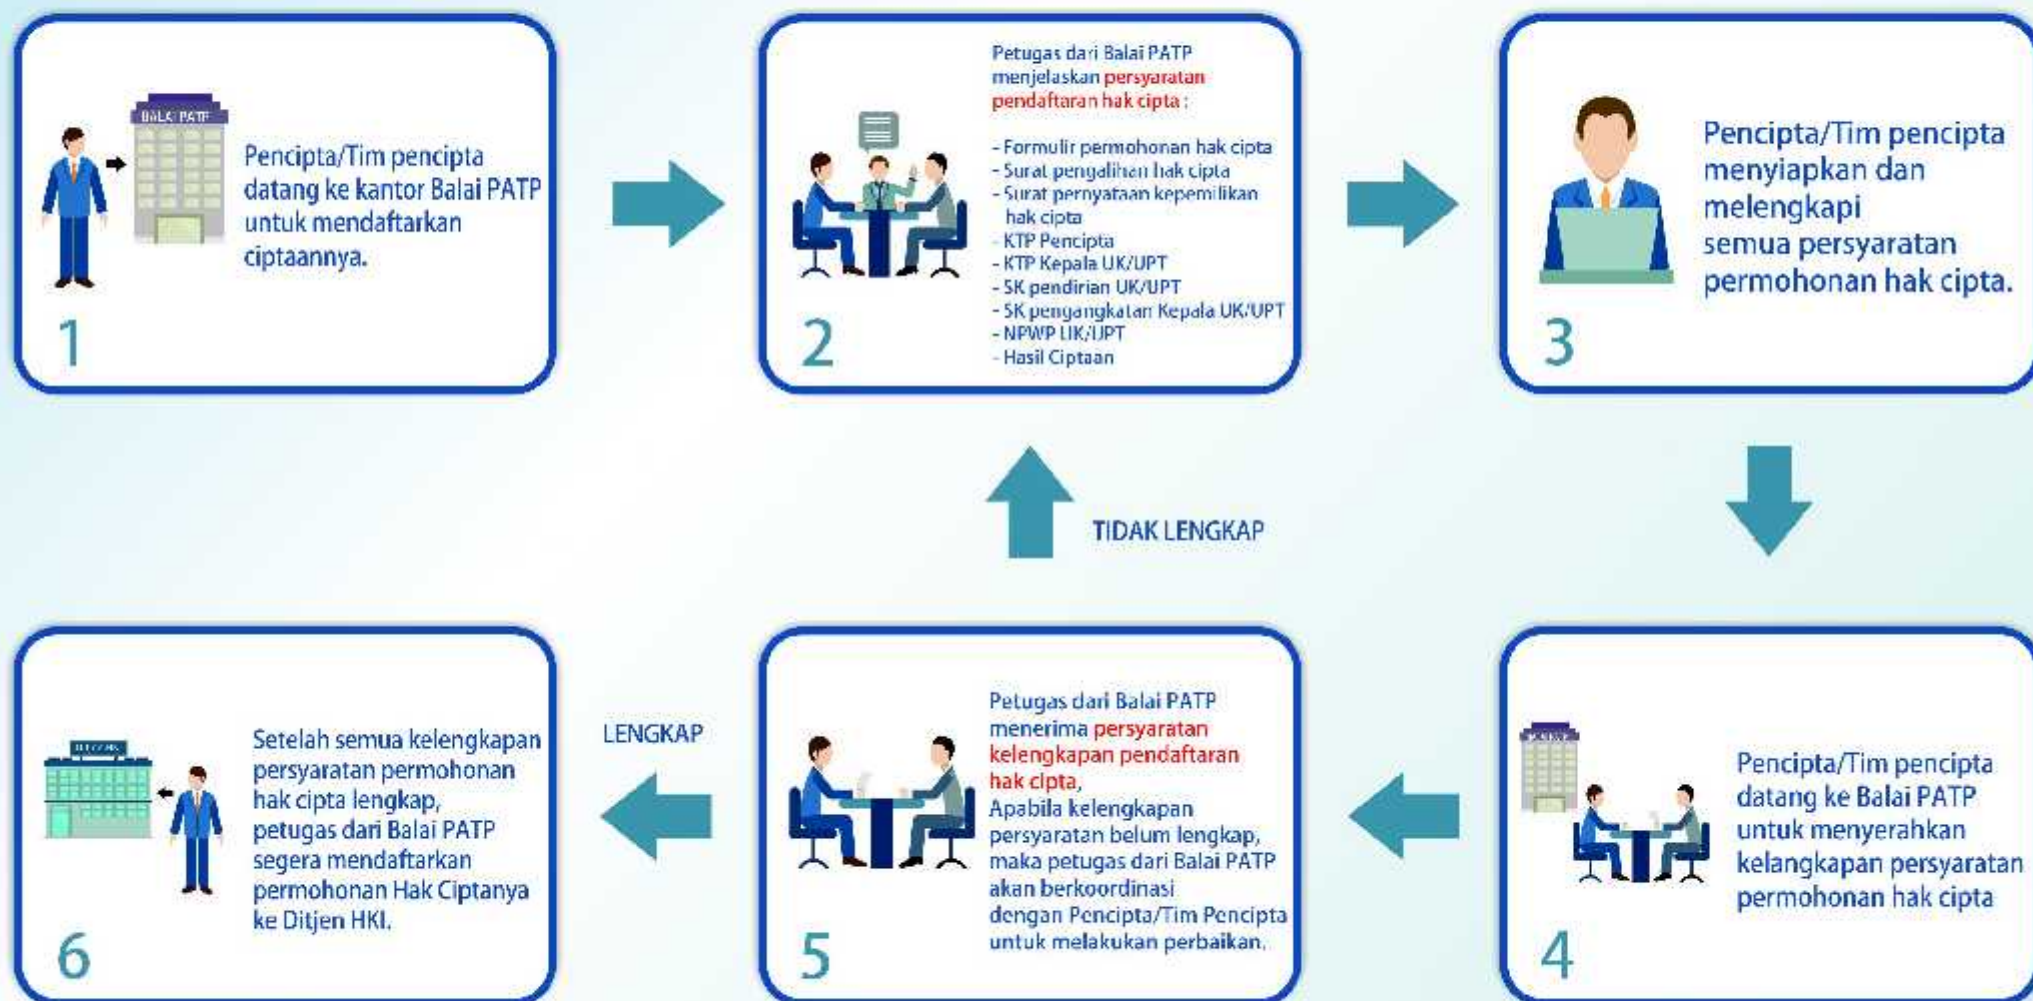 BALAI PATP
Pencipta/Tim pencipta
datang ke kantor Balai PATP
untuk mendaftarkan
ciptaannya.
1
Petugas dari Balai PATP
menjelaskan persyaratan
pendaftaran hak cipta :
- Formulir permohonan hak cipta
- Surat pengalihan hak cipta
- Surat pernyataan kepemilikan
hak cipta
- KTP Pencipta
- KTP Kepala UK/UPT
- SK pendirian UK/UPT
- SK pengangkatan Kepala UK/UPT
- NPWP UK/UPT
- Hasil Ciptaan
2
Pencipta/Tim pencipta
menyiapkan dan
melengkapi
semua persyaratan
permohonan hak cipta.
3
TIDAK LENGKAP
Setelah semua kelengkapan
persyaratan permohonan
hak cipta lengkap,
petugas dari Balai PATP
segera mendaftarkan
permohonan Hak Ciptanya
ke Ditjen HKI.
6
LENGKAP
Petugas dari Balai PATP
menerima persyaratan
kelengkapan pendaftaran
hak cipta,
Apabila kelengkapan
persyaratan belum lengkap,
maka petugas dari Balai PATP
akan berkoordinasi
dengan Pencipta/Tim Pencipta
untuk melakukan perbaikan.
5
Pencipta/Tim pencipta
datang ke Balai PATP
untuk menyerahkan
kelangkapan persyaratan
permohonan hak cipta
4